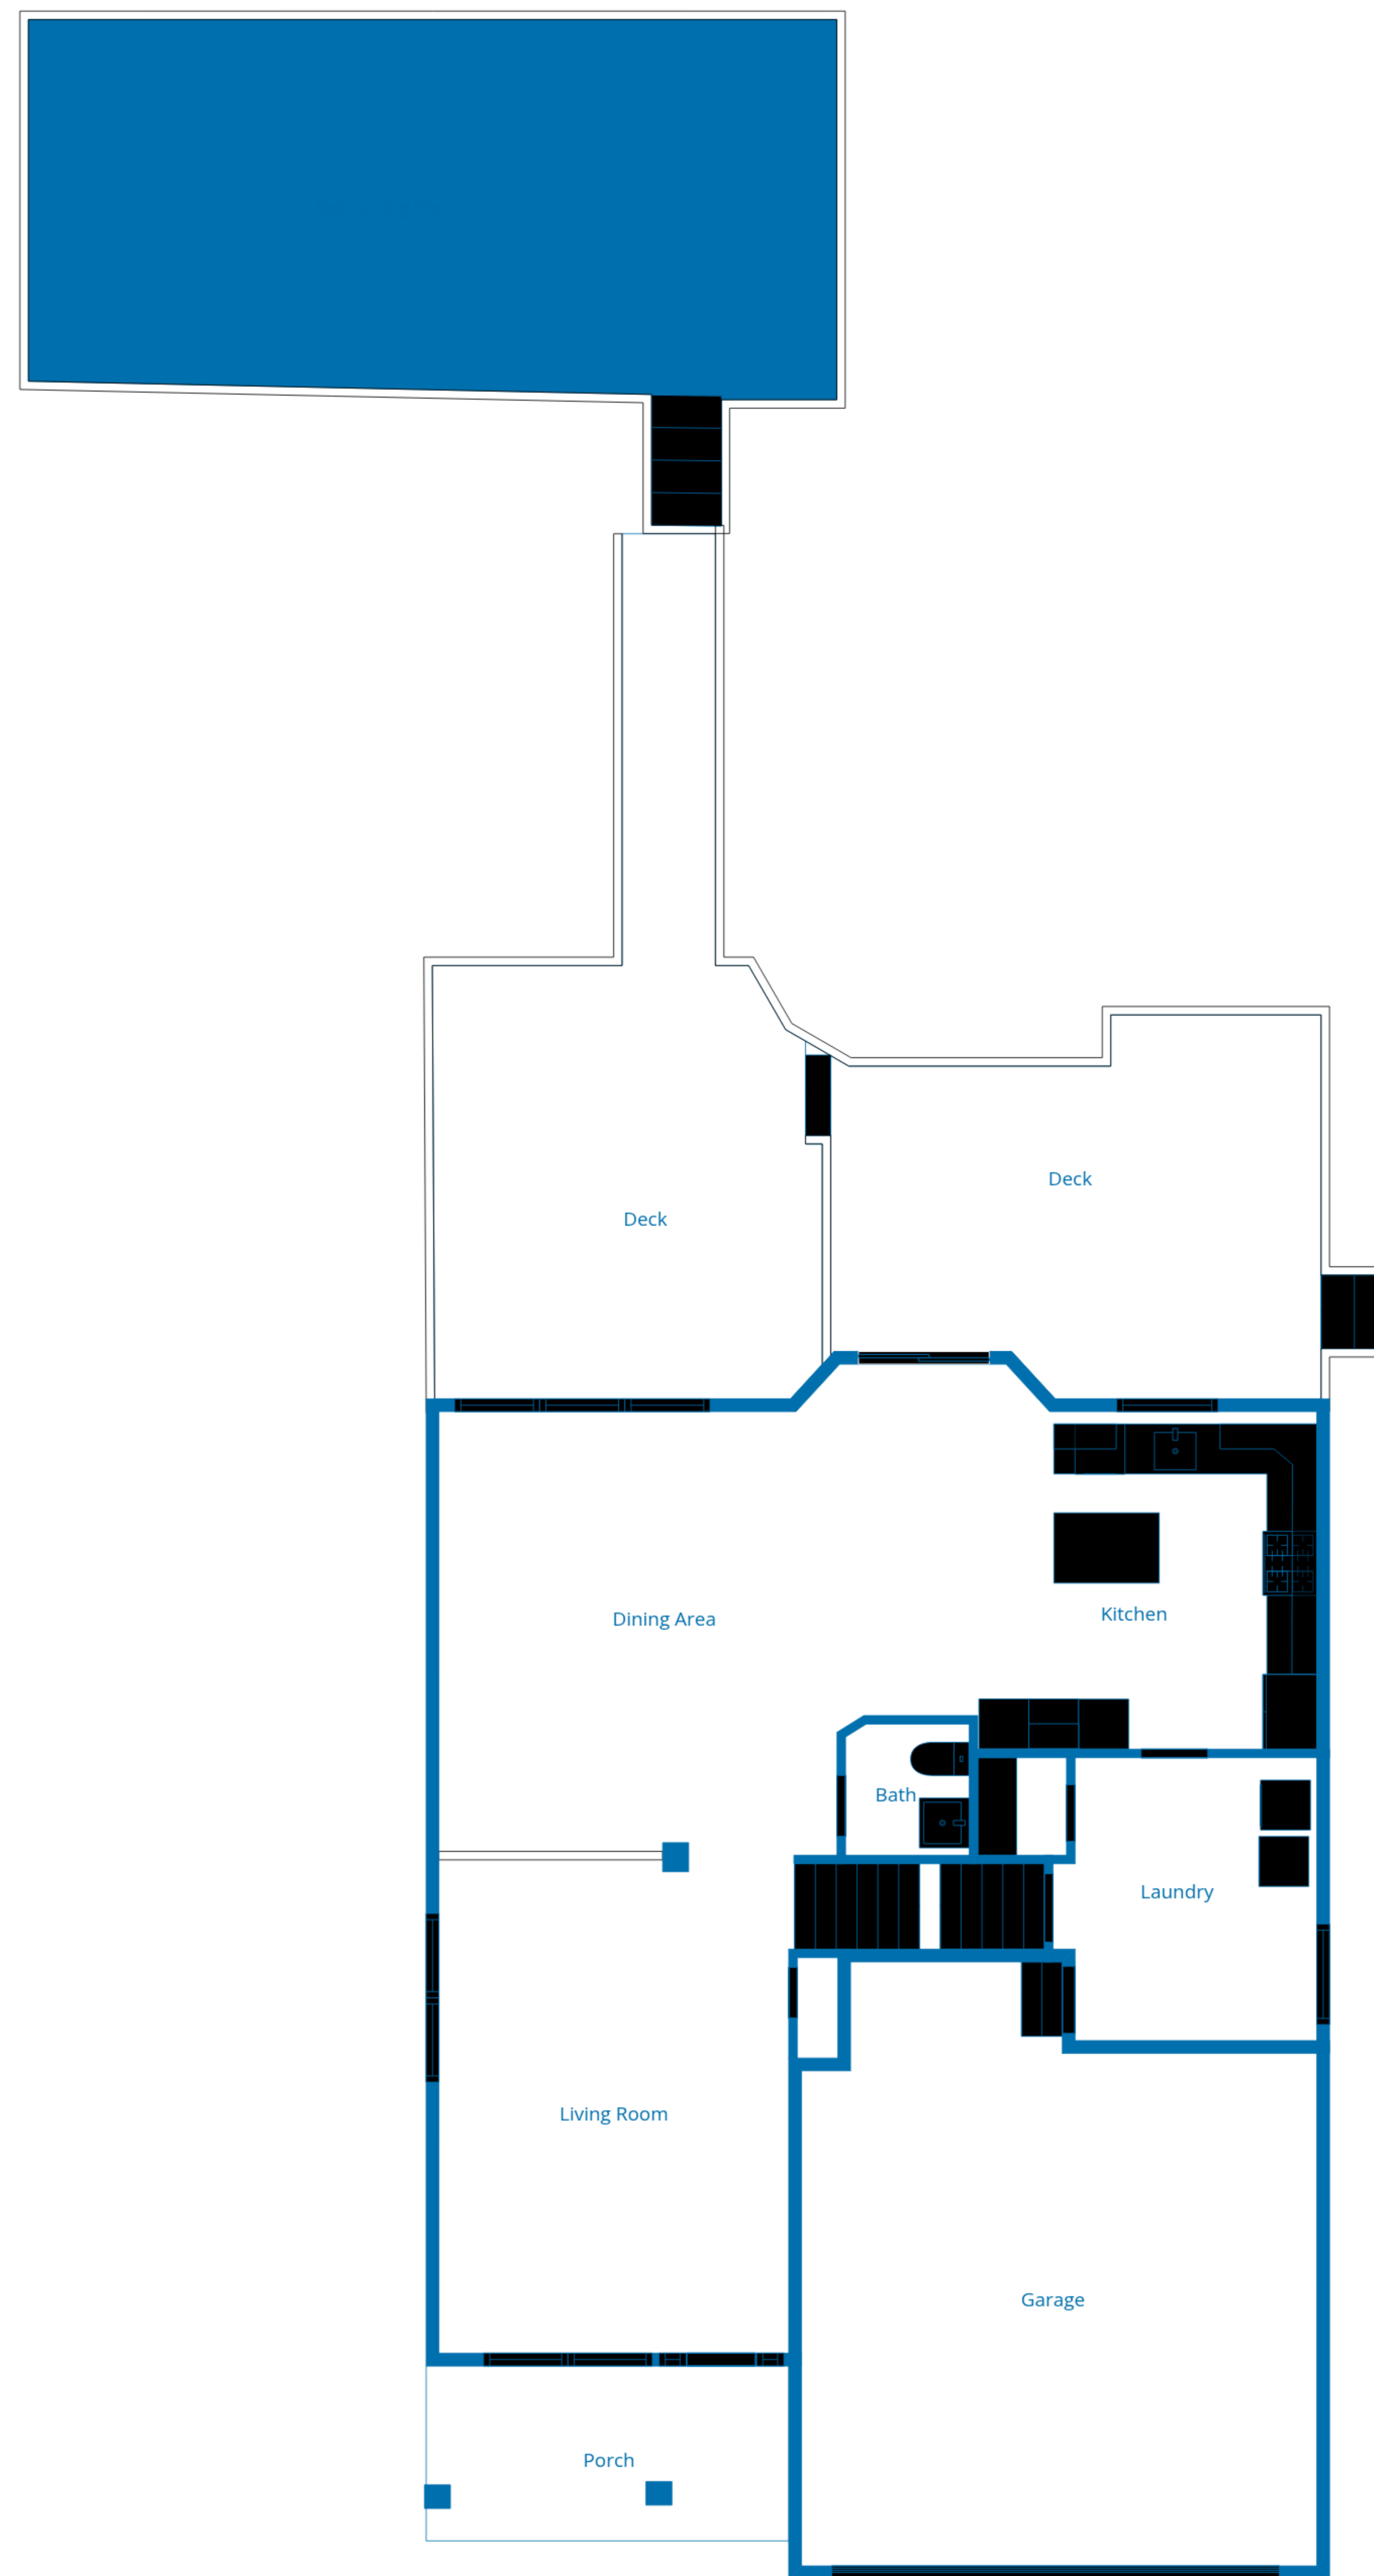 Deck
Deck
Dining Area
Kitchen
Bath
Laundry
Living Room
Garage
Porch